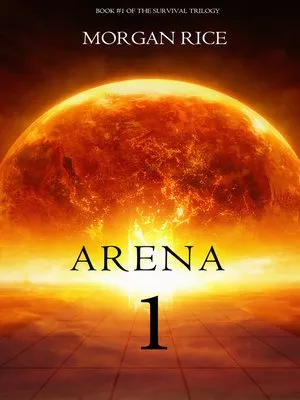 BOOK #1 OF THE SURVIVAL TRILOGY
MORGAN RICE
ARENA
1